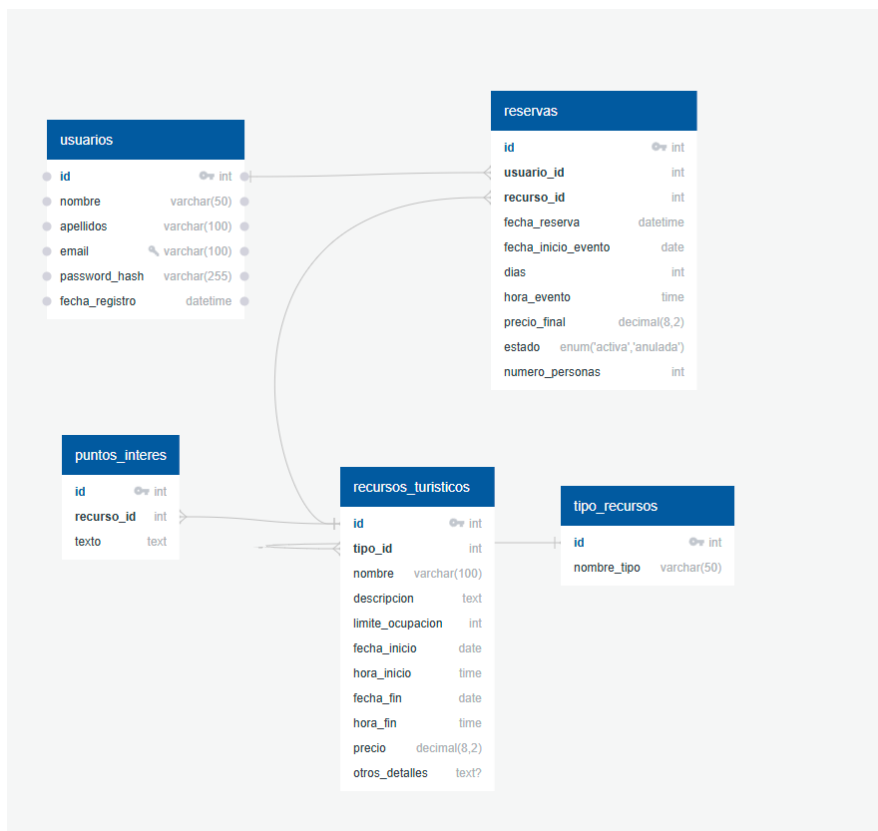 usuarios
id int
nombre varchar(50)
apellidos varchar(100)
email varchar(100)
password_hash varchar(255)
fecha_registro datetime
reservas
id int
usuario_id int
recurso_id int
fecha_reserva datetime
fecha_inicio_evento date
dias int
hora_evento time
precio_final decimal(8,2)
estado enum('activa','anulada')
numero_personas int
puntos_interes
id int
recurso_id int
texto text
recursos_turisticos
id int
tipo_id int
nombre varchar(100)
descripcion text
limite_ocupacion int
fecha_inicio date
hora_inicio time
fecha_fin date
hora_fin time
precio decimal(8,2)
otros_detalles text?
tipo_recursos
id int
nombre_tipo varchar(50)